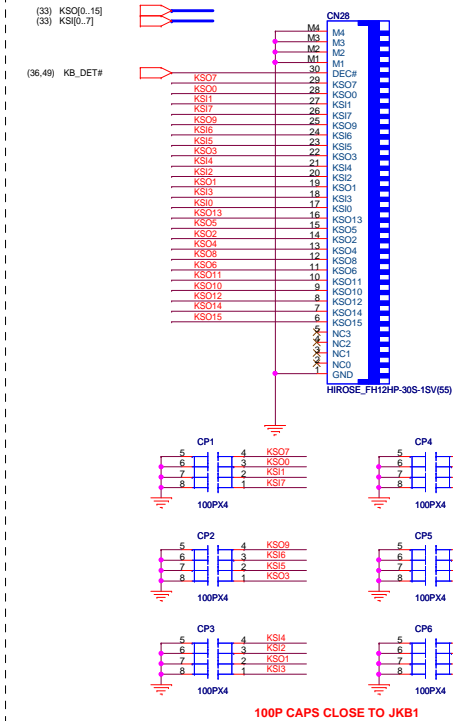 (33) KSO[0..15]
(33) KSI[0..7]
CN28
M4 M4
M3 M3
M2 M2
M1 M1
(36,49) KB_DET# 30 DEC#
KSO7 29 KSO7
KSO0 28 KSO0
KSI1 27 KSI1
KSI7 26 KSI7
KSO9 25 KSO9
KSI6 24 KSI6
KSI5 23 KSI5
KSO3 22 KSO3
KSI4 21 KSI4
KSI2 20 KSI2
KSO1 19 KSO1
KSI3 18 KSI3
KSI0 17 KSI0
KSO13 16 KSO13
KSO5 15 KSO5
KSO2 14 KSO2
KSO4 13 KSO4
KSO8 12 KSO8
KSO6 11 KSO6
KSO11 10 KSO11
KSO10 9 KSO10
KSO12 8 KSO12
KSO14 7 KSO14
KSO15 6 KSO15
5 NC3
4 NC2
3 NC1
2 NC0
1 GND
HIROSE_FH12HP-30S-1SV(55)
CP1 CP4
5 4 KSO7 5
6 3 KSO0 6
7 2 KSI1 7
8 1 KSI7 8
100PX4 100PX4
CP2 CP5
5 4 KSO9 5
6 3 KSI6 6
7 2 KSI5 7
8 1 KSO3 8
100PX4 100PX4
CP3 CP6
5 4 KSI4 5
6 3 KSI2 6
7 2 KSO1 7
8 1 KSI3 8
100PX4 100PX4
100P CAPS CLOSE TO JKB1